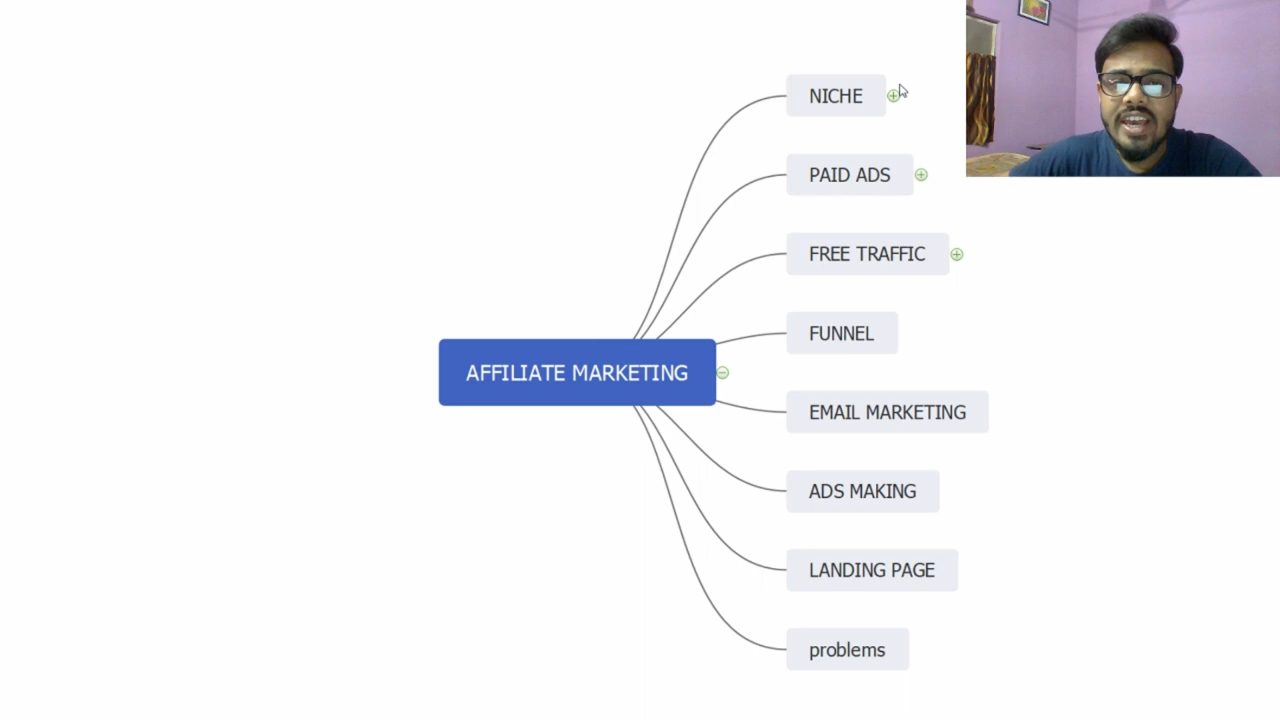 NICHE
PAID ADS
FREE TRAFFIC
FUNNEL
AFFILIATE MARKETING
EMAIL MARKETING
ADS MAKING
LANDING PAGE
problems